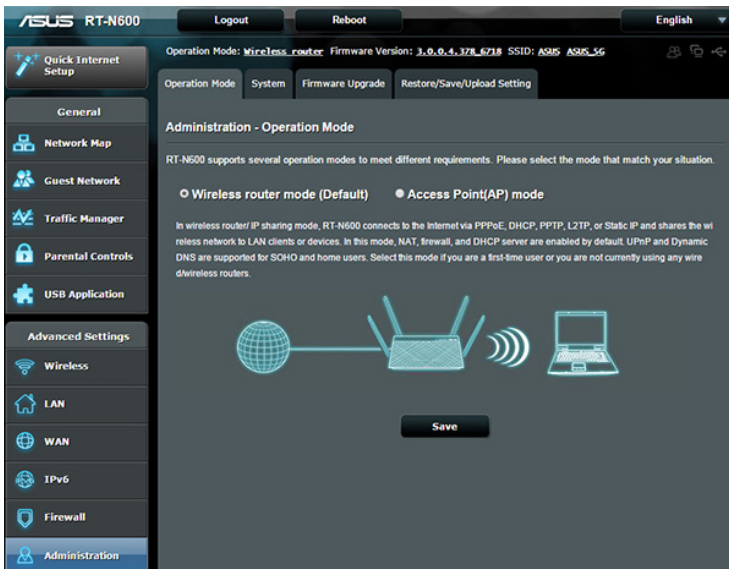 ASUS RT-N600
Logout
Reboot
English
Quick Internet
Setup
Operation Mode: Wireless router Firmware Version: 3.0.0.4.378_6718 SSID: ASUS ASUS_5G
Operation Mode
System
Firmware Upgrade
Restore/Save/Upload Setting
General
Network Map
Guest Network
Traffic Manager
Parental Controls
USB Application
Advanced Settings
Wireless
LAN
WAN
IPv6
Firewall
Administration
Administration - Operation Mode
RT-N600 supports several operation modes to meet different requirements. Please select the mode that match your situation.
Wireless router mode (Default)
Access Point(AP) mode
In wireless router/ IP sharing mode, RT-N600 connects to the Internet via PPPoE, DHCP, PPTP, L2TP, or Static IP and shares the wi
reless network to LAN clients or devices. In this mode, NAT, firewall, and DHCP server are enabled by default. UPnP and Dynamic
DNS are supported for SOHO and home users. Select this mode if you are a first-time user or you are not currently using any wire
d/wireless routers.
Save